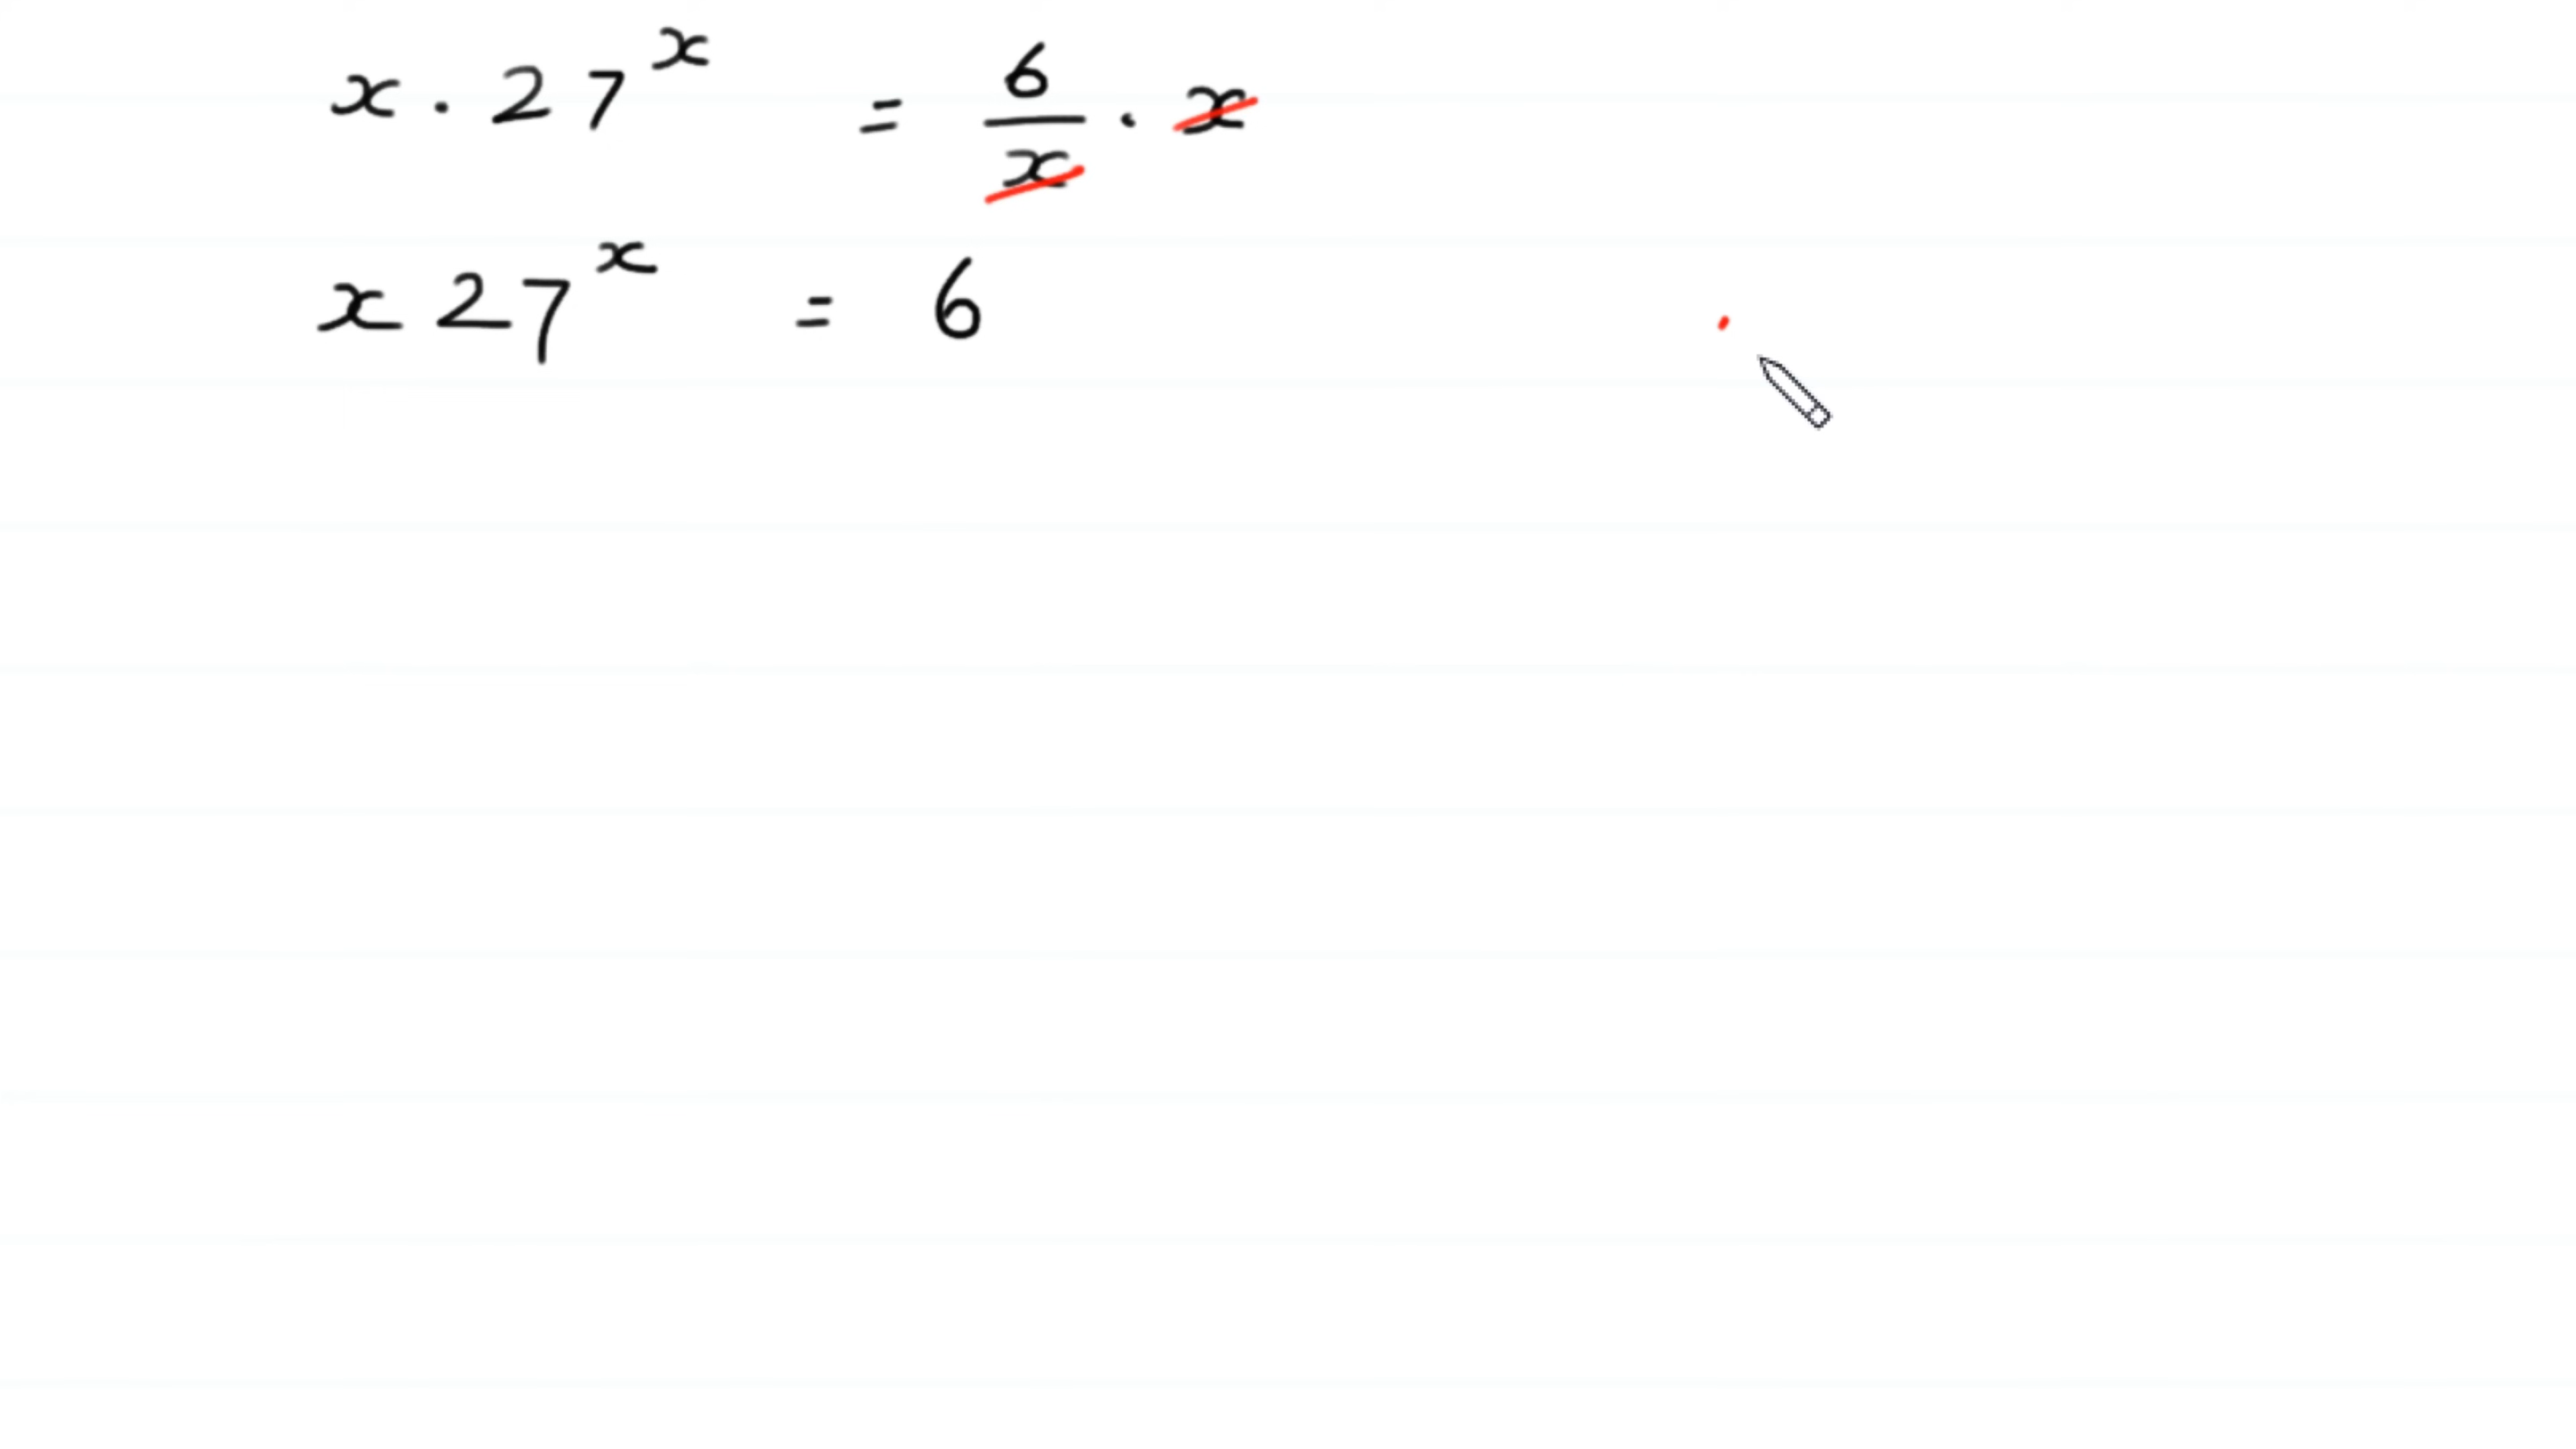 x · 27^x = 6/x · x
x 27^x = 6